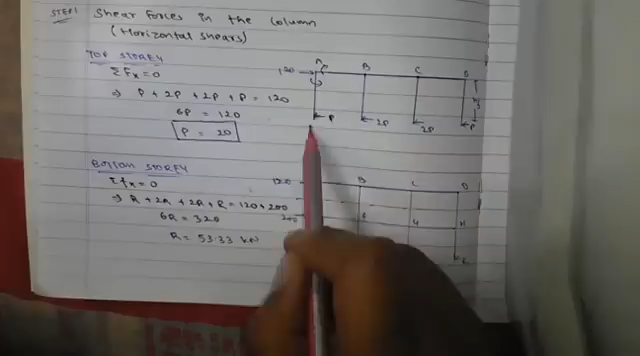 STEP1 Shear Forces in the Column
(Horizontal shears)
TOP STOREY
Σfx = 0
⇒ P + 2P + 2P + P = 120
6P = 120
P = 20
120 A B C D
P 2P 2P P
BOTTOM STOREY
Σfx = 0
⇒ R + 2R + 2R + R = 120 + 200
6R = 320
R = 53.33 kN
120 B C D
200